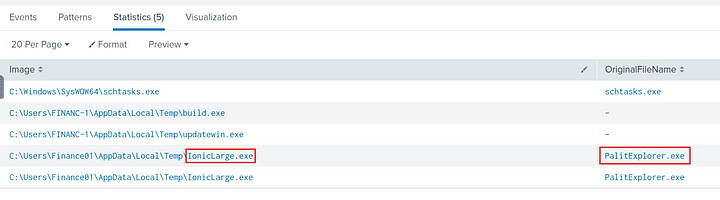 Events Patterns Statistics (5) Visualization
20 Per Page Format Preview
Image OriginalFileName
C:\Windows\SysWOW64\schtasks.exe schtasks.exe
C:\Users\FINANC~1\AppData\Local\Temp\build.exe -
C:\Users\FINANC~1\AppData\Local\Temp\updatewin.exe -
C:\Users\Finance01\AppData\Local\Temp\IonicLarge.exe PalitExplorer.exe
C:\Users\Finance01\AppData\Local\Temp\IonicLarge.exe PalitExplorer.exe